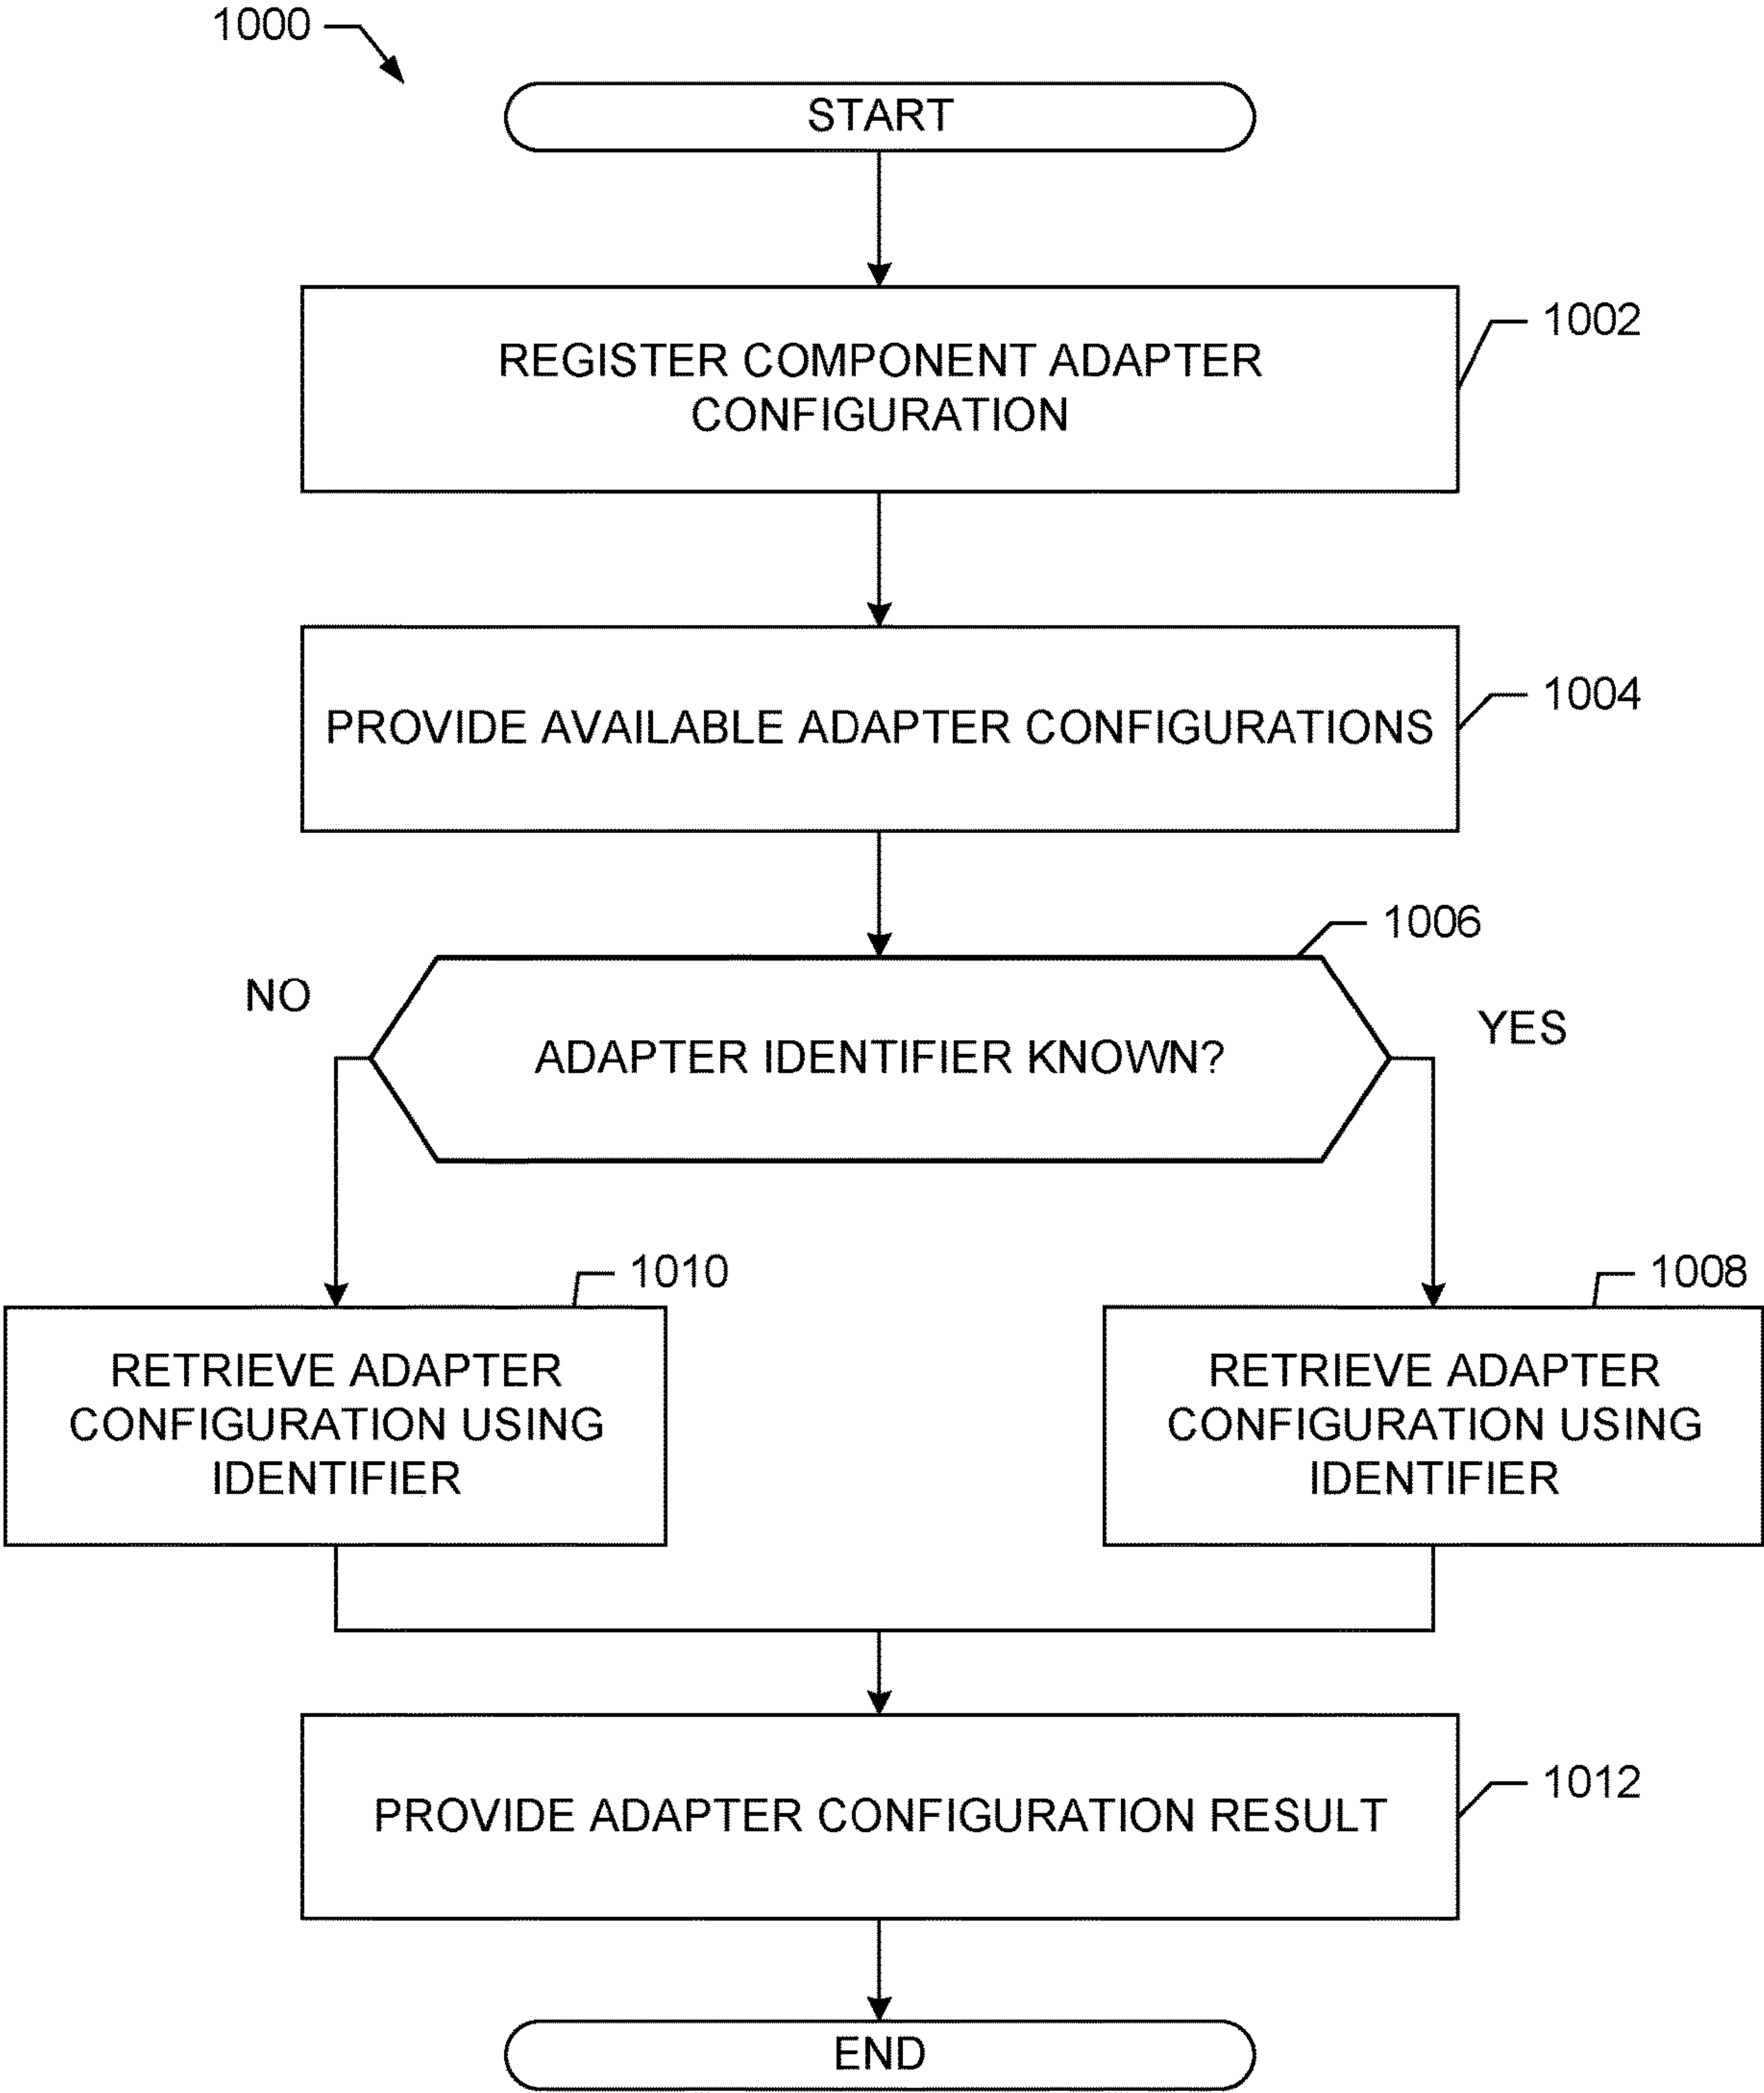 1000
START
REGISTER COMPONENT ADAPTER
CONFIGURATION
1002
PROVIDE AVAILABLE ADAPTER CONFIGURATIONS
1004
1006
NO
ADAPTER IDENTIFIER KNOWN?
YES
1010
RETRIEVE ADAPTER
CONFIGURATION USING
IDENTIFIER
1008
RETRIEVE ADAPTER
CONFIGURATION USING
IDENTIFIER
PROVIDE ADAPTER CONFIGURATION RESULT
1012
END